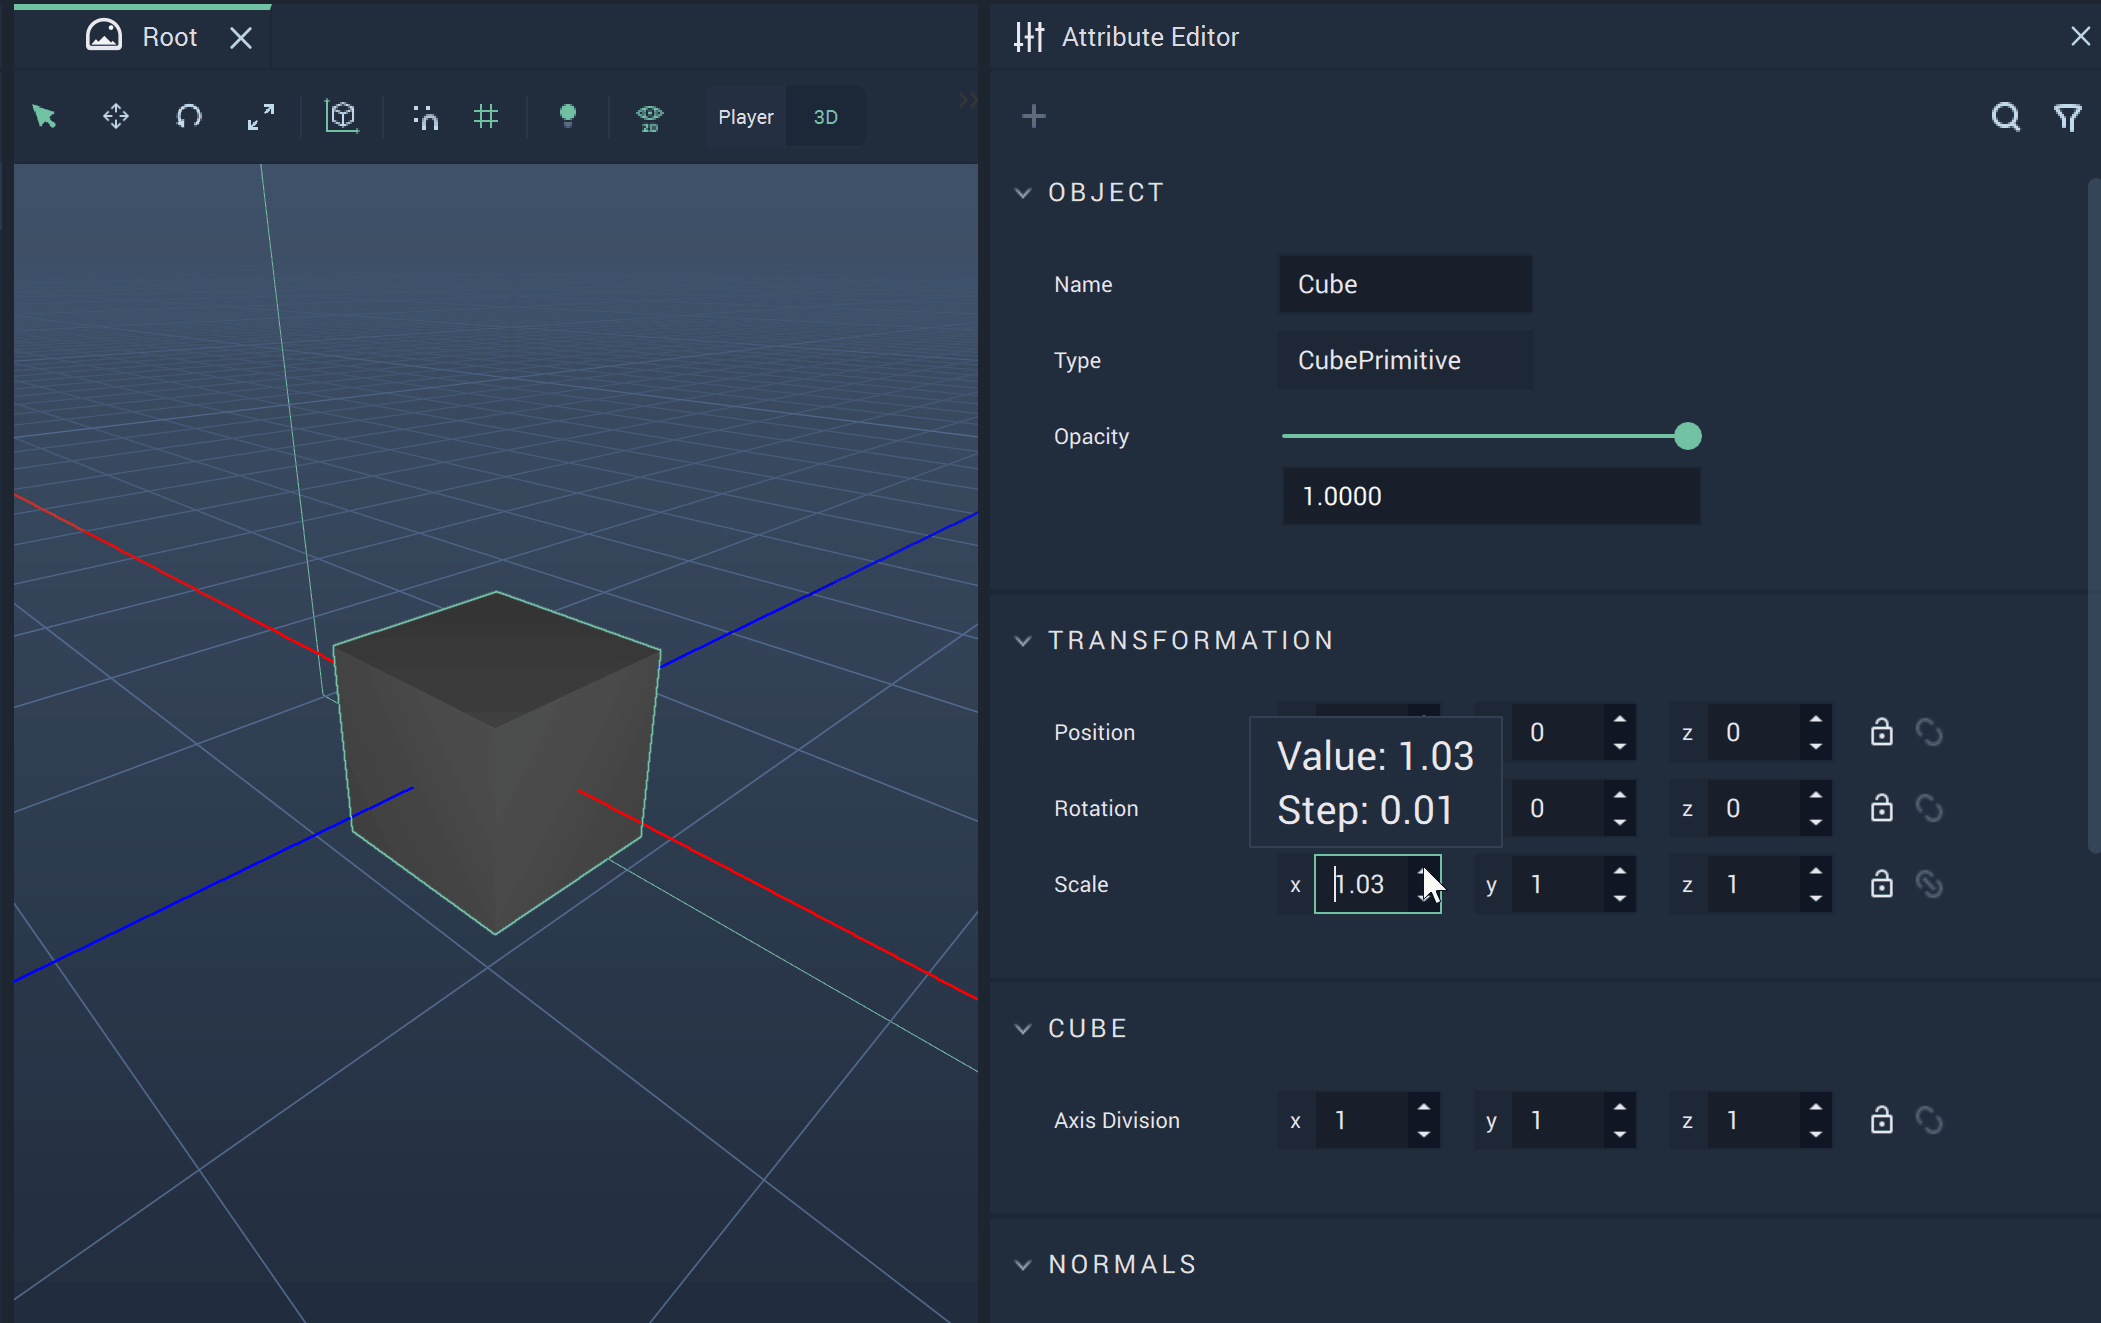 Root
Attribute Editor
2D
Player 3D
OBJECT
Name Cube
Type CubePrimitive
Opacity
1.0000
TRANSFORMATION
Position 0 z 0
Value: 1.03
Step: 0.01
Rotation 0 z 0
Scale x 1.03 y 1 z 1
CUBE
Axis Division x 1 y 1 z 1
NORMALS